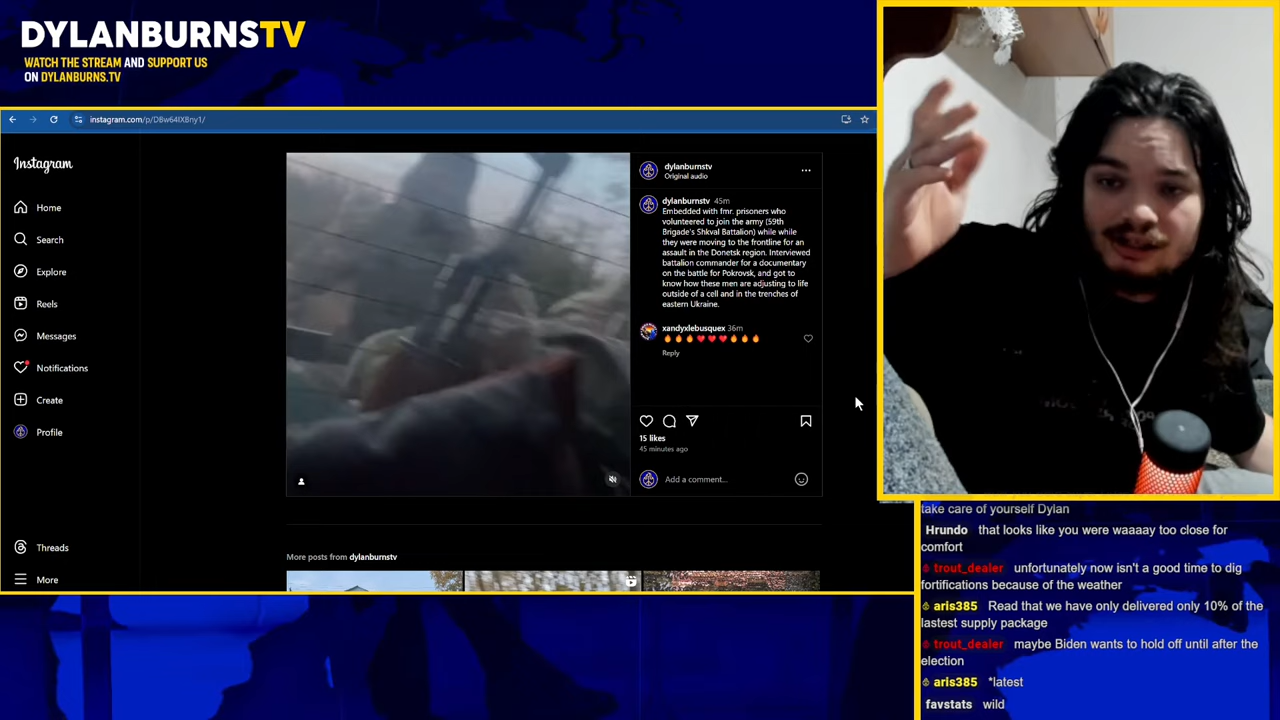 DYLANBURNSTV
WATCH THE STREAM AND SUPPORT US
ON DYLANBURNS.TV
instagram.com/p/DBw64IXBny1/
Instagram
Home
Search
Explore
Reels
Messages
Notifications
Create
Profile
Threads
More
dylanburnstv
Original audio
dylanburnstv 45m
Embedded with fmr. prisoners who
volunteered to join the army (59th
Brigade's Shkval Battalion) while while
they were moving to the frontline for an
assault in the Donetsk region. Interviewed
battalion commander for a documentary
on the battle for Pokrovsk, and got to
know how these men are adjusting to life
outside of a cell and in the trenches of
eastern Ukraine.
xandyxlebusquex 36m
🔥🔥🔥❤️❤️❤️🔥🔥🔥
Reply
15 likes
45 minutes ago
Add a comment...
More posts from dylanburnstv
take care of yourself Dylan
Hrundo that looks like you were waaaay too close for
comfort
trout_dealer unfortunately now isn't a good time to dig
fortifications because of the weather
aris385 Read that we have only delivered only 10% of the
lastest supply package
trout_dealer maybe Biden wants to hold off until after the
election
aris385 *latest
favstats wild